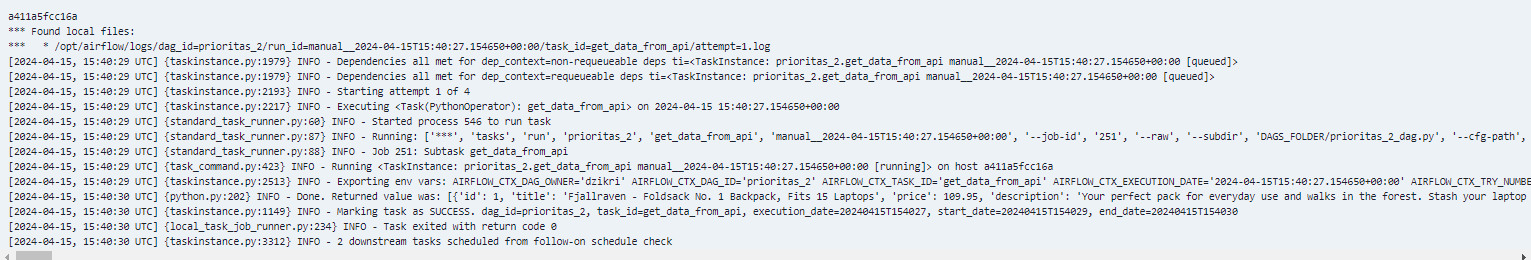 a411a5fcc16a
*** Found local files:
***   * /opt/airflow/logs/dag_id=prioritas_2/run_id=manual__2024-04-15T15:40:27.154650+00:00/task_id=get_data_from_api/attempt=1.log
[2024-04-15, 15:40:29 UTC] {taskinstance.py:1979} INFO - Dependencies all met for dep_context=non-requeueable deps ti=<TaskInstance: prioritas_2.get_data_from_api manual__2024-04-15T15:40:27.154650+00:00 [queued]>
[2024-04-15, 15:40:29 UTC] {taskinstance.py:1979} INFO - Dependencies all met for dep_context=requeueable deps ti=<TaskInstance: prioritas_2.get_data_from_api manual__2024-04-15T15:40:27.154650+00:00 [queued]>
[2024-04-15, 15:40:29 UTC] {taskinstance.py:2193} INFO - Starting attempt 1 of 4
[2024-04-15, 15:40:29 UTC] {taskinstance.py:2217} INFO - Executing <Task(PythonOperator): get_data_from_api> on 2024-04-15 15:40:27.154650+00:00
[2024-04-15, 15:40:29 UTC] {standard_task_runner.py:60} INFO - Started process 546 to run task
[2024-04-15, 15:40:29 UTC] {standard_task_runner.py:87} INFO - Running: ['***', 'tasks', 'run', 'prioritas_2', 'get_data_from_api', 'manual__2024-04-15T15:40:27.154650+00:00', '--job-id', '251', '--raw', '--subdir', 'DAGS_FOLDER/prioritas_2_dag.py', '--cfg-path',
[2024-04-15, 15:40:29 UTC] {standard_task_runner.py:88} INFO - Job 251: Subtask get_data_from_api
[2024-04-15, 15:40:29 UTC] {task_command.py:423} INFO - Running <TaskInstance: prioritas_2.get_data_from_api manual__2024-04-15T15:40:27.154650+00:00 [running]> on host a411a5fcc16a
[2024-04-15, 15:40:29 UTC] {taskinstance.py:2513} INFO - Exporting env vars: AIRFLOW_CTX_DAG_OWNER='dzikri' AIRFLOW_CTX_DAG_ID='prioritas_2' AIRFLOW_CTX_TASK_ID='get_data_from_api' AIRFLOW_CTX_EXECUTION_DATE='2024-04-15T15:40:27.154650+00:00' AIRFLOW_CTX_TRY_NUMBE
[2024-04-15, 15:40:30 UTC] {python.py:202} INFO - Done. Returned value was: [{'id': 1, 'title': 'Fjallraven - Foldsack No. 1 Backpack, Fits 15 Laptops', 'price': 109.95, 'description': 'Your perfect pack for everyday use and walks in the forest. Stash your laptop
[2024-04-15, 15:40:30 UTC] {taskinstance.py:1149} INFO - Marking task as SUCCESS. dag_id=prioritas_2, task_id=get_data_from_api, execution_date=20240415T154027, start_date=20240415T154029, end_date=20240415T154030
[2024-04-15, 15:40:30 UTC] {local_task_job_runner.py:234} INFO - Task exited with return code 0
[2024-04-15, 15:40:30 UTC] {taskinstance.py:3312} INFO - 2 downstream tasks scheduled from follow-on schedule check